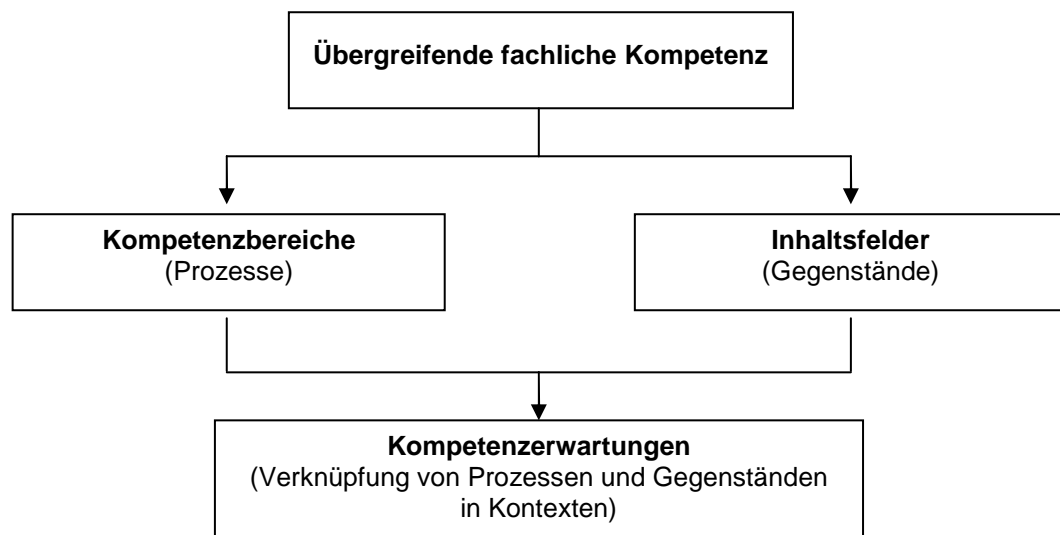 Übergreifende fachliche Kompetenz
Kompetenzbereiche
(Prozesse)
Inhaltsfelder
(Gegenstände)
Kompetenzerwartungen
(Verknüpfung von Prozessen und Gegenständen
in Kontexten)